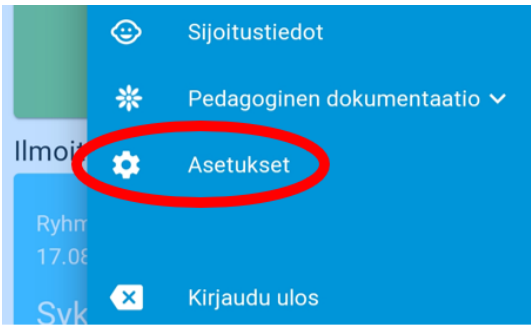 Sijoitustiedot
Pedagoginen dokumentaatio
Ilmoit
Asetukset
Ryhm
17.08
Kirjaudu ulos
Syk